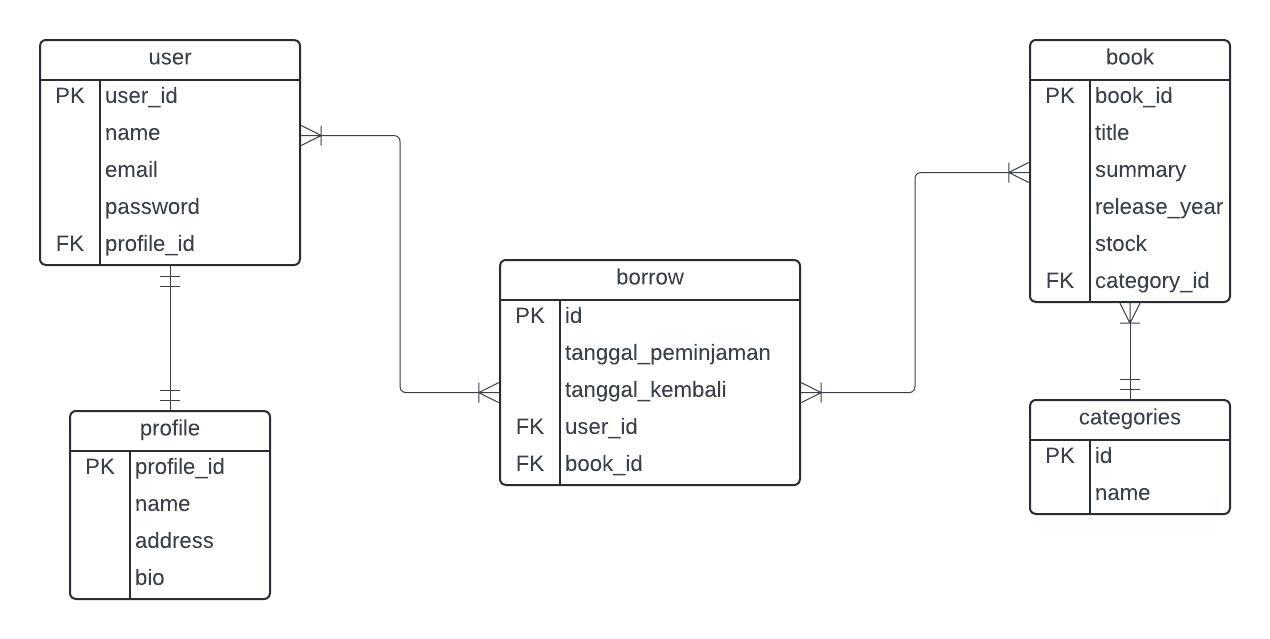 user
PK user_id
name
email
password
FK profile_id
profile
PK profile_id
name
address
bio
borrow
PK id
tanggal_peminjaman
tanggal_kembali
FK user_id
FK book_id
book
PK book_id
title
summary
release_year
stock
FK category_id
categories
PK id
name